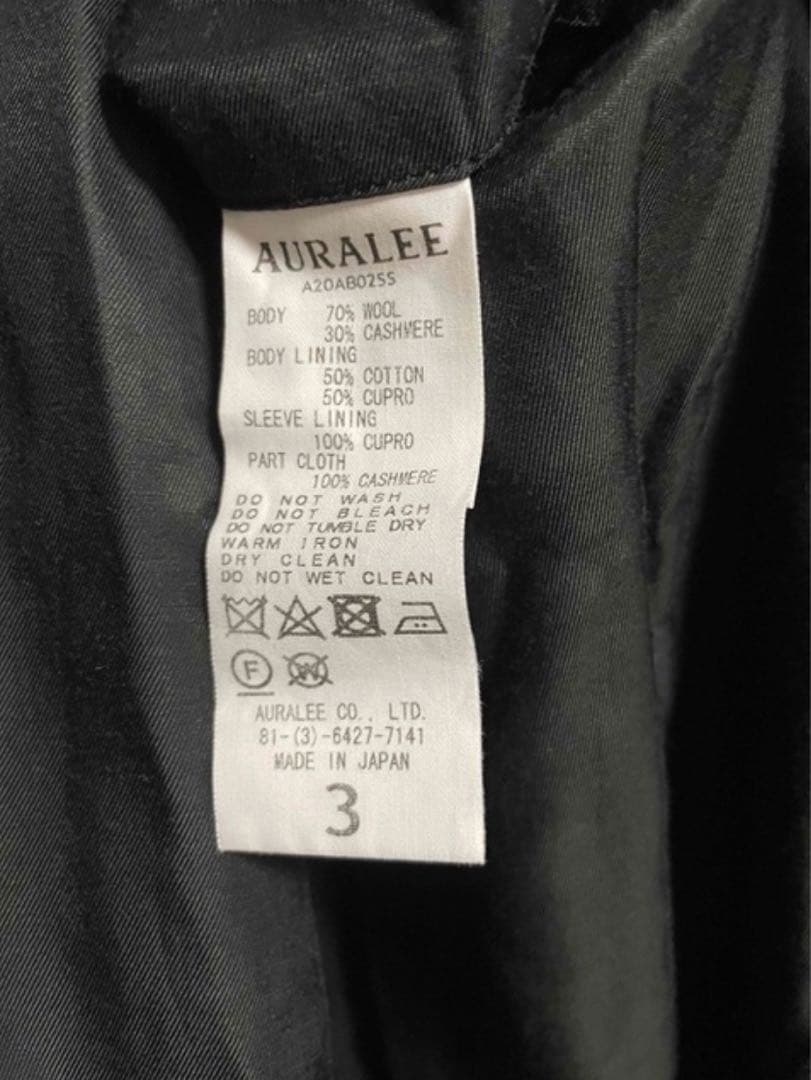 AURALEE
A20AB02SS
BODY 70% WOOL
30% CASHMERE
BODY LINING
50% COTTON
50% CUPRO
SLEEVE LINING
100% CUPRO
PART CLOTH
100% CASHMERE
DO NOT WASH
DO NOT BLEACH
DO NOT TUMBLE DRY
WARM IRON
DRY CLEAN
DO NOT WET CLEAN
F W
AURALEE CO., LTD.
81-(3)-6427-7141
MADE IN JAPAN
3